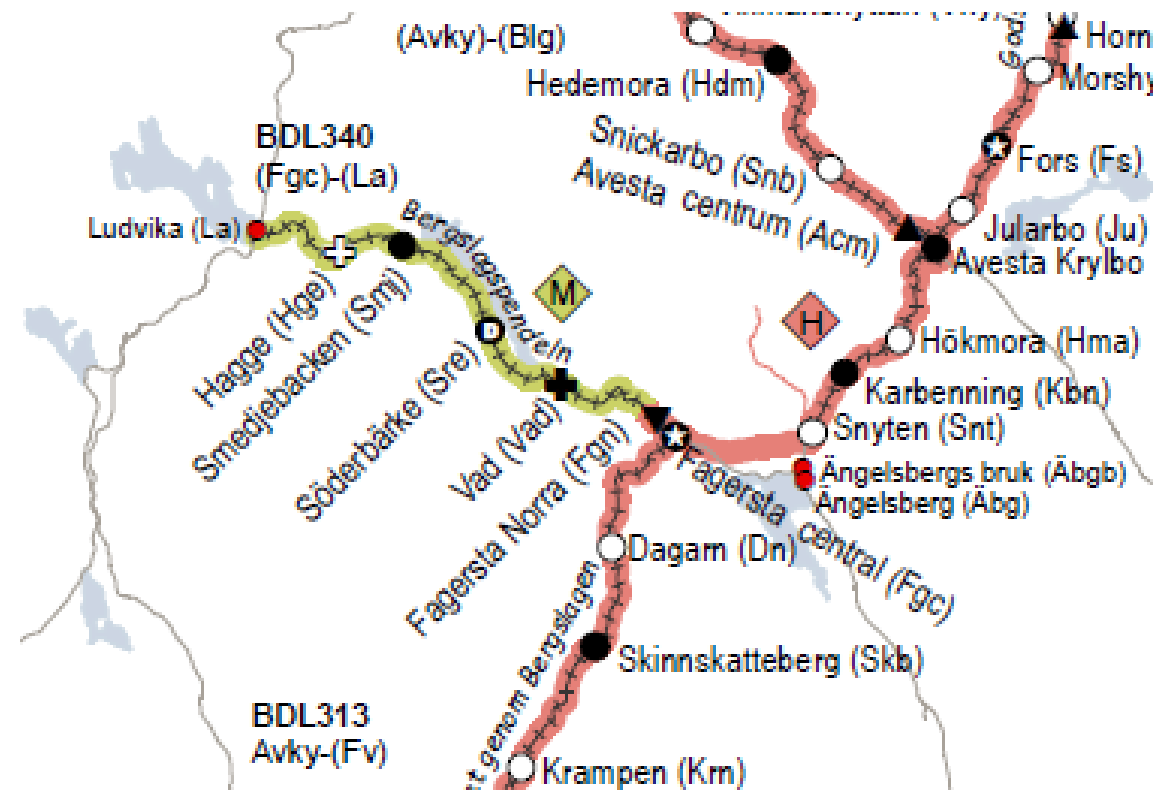 (Avky)-(Blg)
Horn
Morshy
Hedemora (Hdm)
BDL340
(Fgc)-(La)
Snickarbo (Snb)
Avesta centrum (Acm)
Fors (Fs)
Ludvika (La)
Bergslagspendeln
Jularbo (Ju)
Avesta Krylbo
M
H
Hagge (Hge)
Smedjebacken (Smj)
Söderbärke (Sre)
Vad (Vad)
Fagersta Norra (Fgn)
Hökmora (Hma)
Karbenning (Kbn)
Snyten (Snt)
Ängelsbergs bruk (Äbgb)
Ängelsberg (Äbg)
Fagersta central (Fgc)
Dagarn (Dn)
Skinnskatteberg (Skb)
genom Bergslagen
BDL313
Avky-(Fv)
Krampen (Krn)